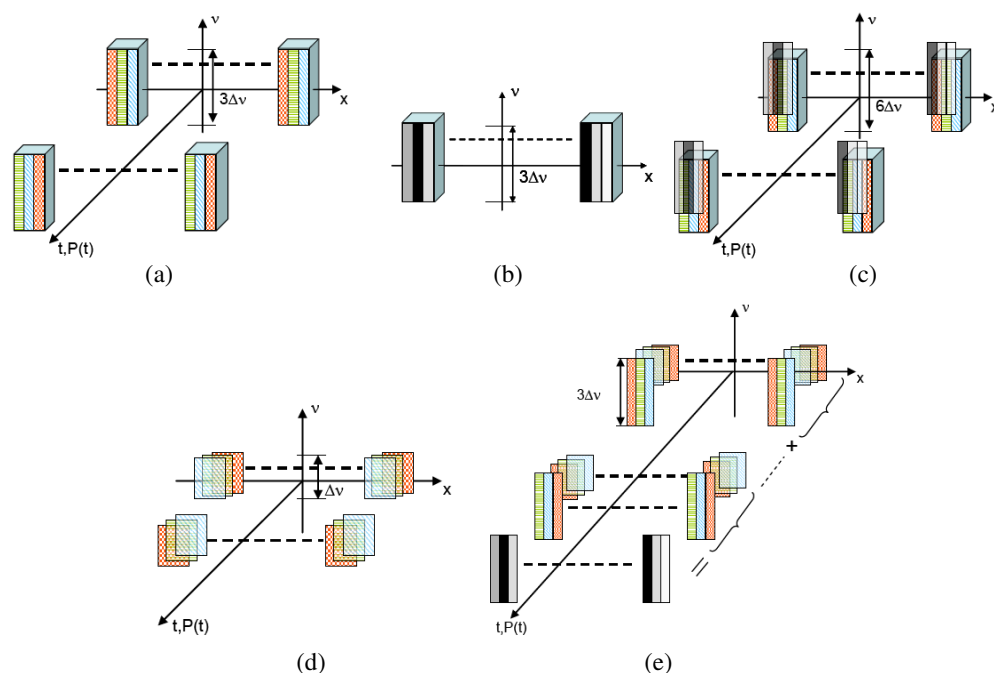 ν
3Δν
x
t,P(t)
(a)
ν
3Δν
x
(b)
ν
6Δν
x
t,P(t)
(c)
ν
Δν
x
t,P(t)
(d)
ν
3Δν
x
+
=
t,P(t)
(e)